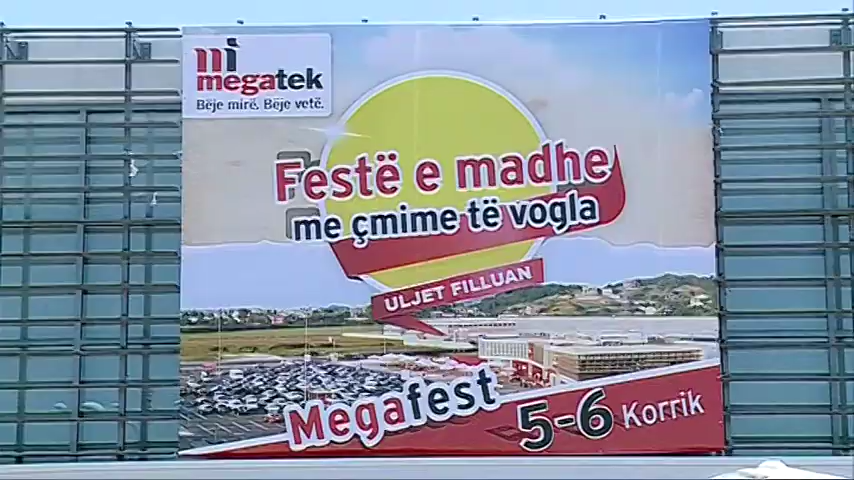 megatek
Bëje mirë. Bëje vetë.
Festë e madhe
me çmime të vogla
ULJET FILLUAN
Megafest
5-6 Korrik